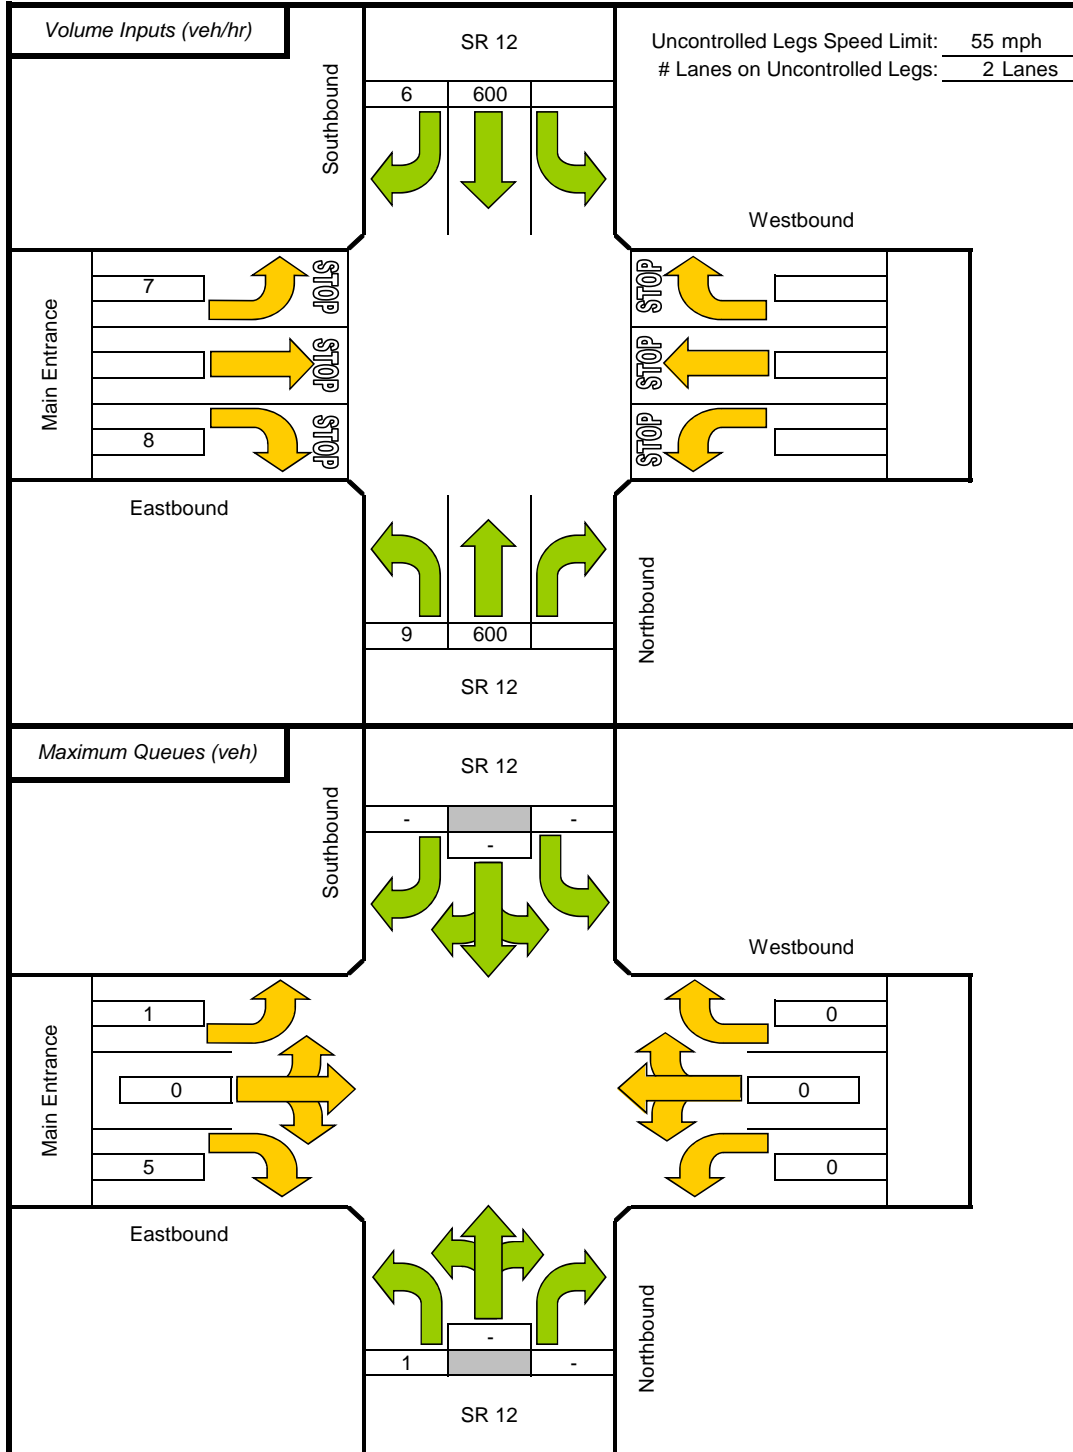 Volume Inputs (veh/hr)
SR 12
Uncontrolled Legs Speed Limit: 55 mph
# Lanes on Uncontrolled Legs: 2 Lanes
Southbound
6 600
Westbound
Main Entrance
7
STOP
STOP
STOP
STOP
8
STOP
STOP
Eastbound
Northbound
9 600
SR 12
Maximum Queues (veh)
SR 12
Southbound
- -
-
Westbound
Main Entrance
1 0
0 0
5 0
Eastbound
Northbound
-
1 -
SR 12